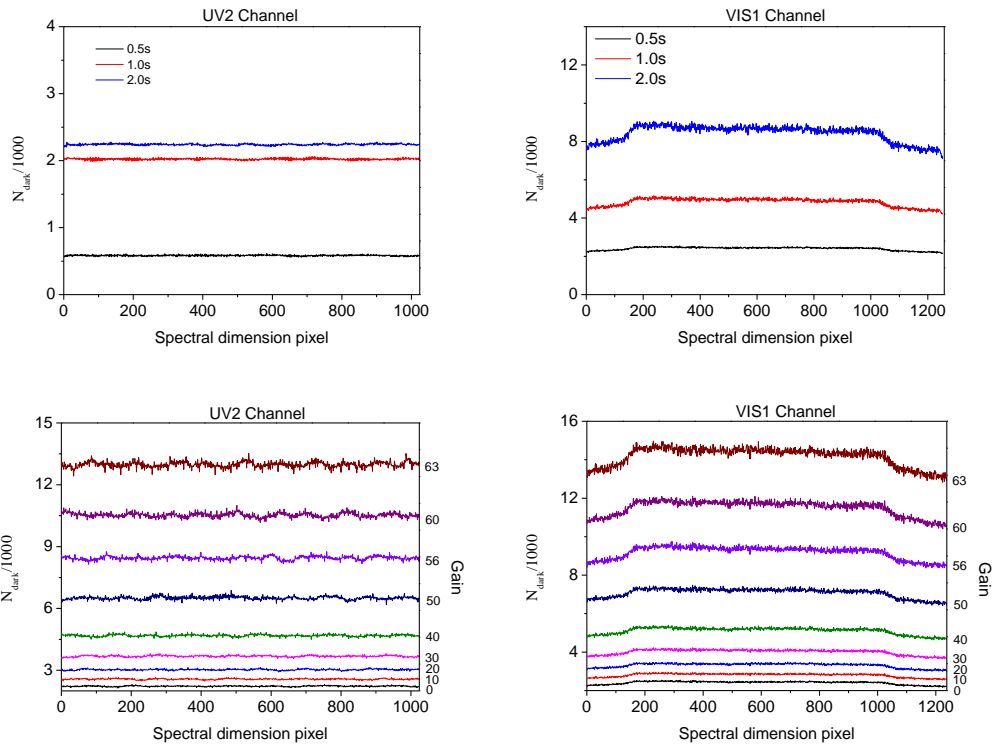 UV2 Channel
4
3
2
1
0
0.5s
1.0s
2.0s
N_dark/1000
0 200 400 600 800 1000
Spectral dimension pixel
VIS1 Channel
12
8
4
0
0.5s
1.0s
2.0s
N_dark/1000
0 200 400 600 800 1000 1200
Spectral dimension pixel
UV2 Channel
15
12
9
6
3
63
60
56
50
40
30
20
10
0
N_dark/1000
Gain
0 200 400 600 800 1000
Spectral dimension pixel
VIS1 Channel
16
12
8
4
63
60
56
50
40
30
20
10
0
N_dark/1000
Gain
0 200 400 600 800 1000 1200
Spectral dimension pixel